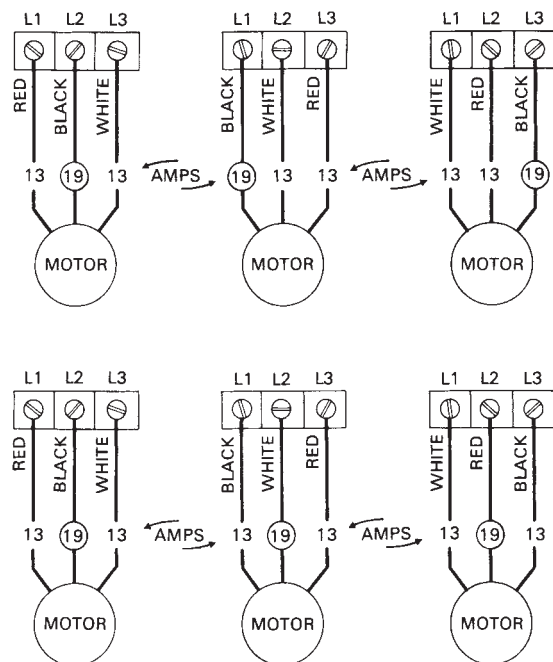 L1 L2 L3 L1 L2 L3 L1 L2 L3
RED BLACK WHITE BLACK WHITE RED WHITE RED BLACK
13 19 13 AMPS 19 13 13 AMPS 13 13 19
MOTOR MOTOR MOTOR
L1 L2 L3 L1 L2 L3 L1 L2 L3
RED BLACK WHITE BLACK WHITE RED WHITE RED BLACK
13 19 13 AMPS 13 19 13 AMPS 13 19 13
MOTOR MOTOR MOTOR